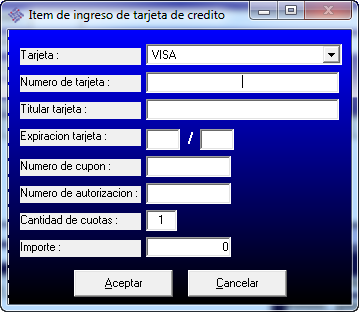 Item de ingreso de tarjeta de credito
Tarjeta : VISA
Numero de tarjeta :
Titular tarjeta :
Expiracion tarjeta : /
Numero de cupon :
Numero de autorizacion :
Cantidad de cuotas : 1
Importe : 0
Aceptar Cancelar